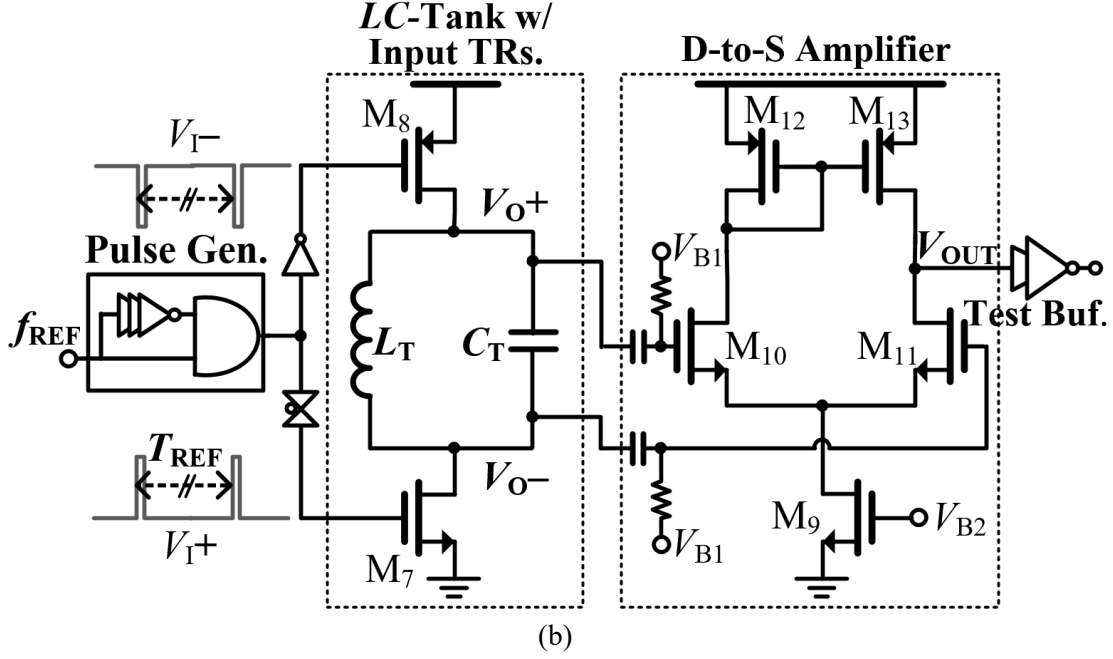 LC-Tank w/
Input TRs.
D-to-S Amplifier
M8
M12
M13
VI−
VO+
Pulse Gen.
VB1
VOUT
Test Buf.
fREF
LT
CT
M10
M11
TREF
VO−
M9
VB2
VI+
M7
VB1
(b)